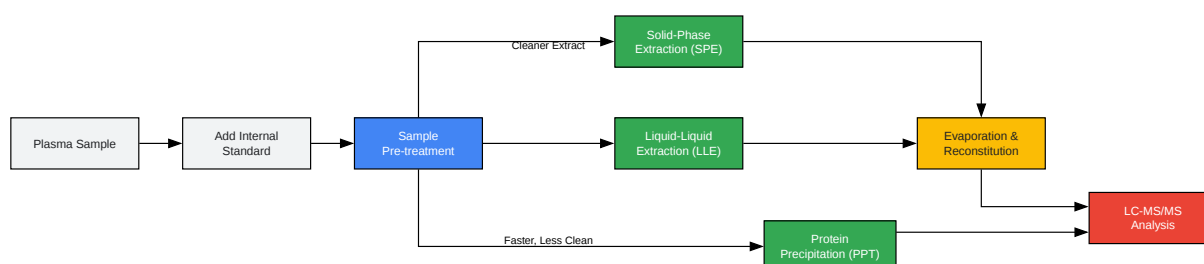 Solid-Phase
Extraction (SPE)
Cleaner Extract
Plasma Sample
Add Internal
Standard
Sample
Pre-treatment
Liquid-Liquid
Extraction (LLE)
Evaporation &
Reconstitution
LC-MS/MS
Analysis
Faster, Less Clean
Protein
Precipitation (PPT)